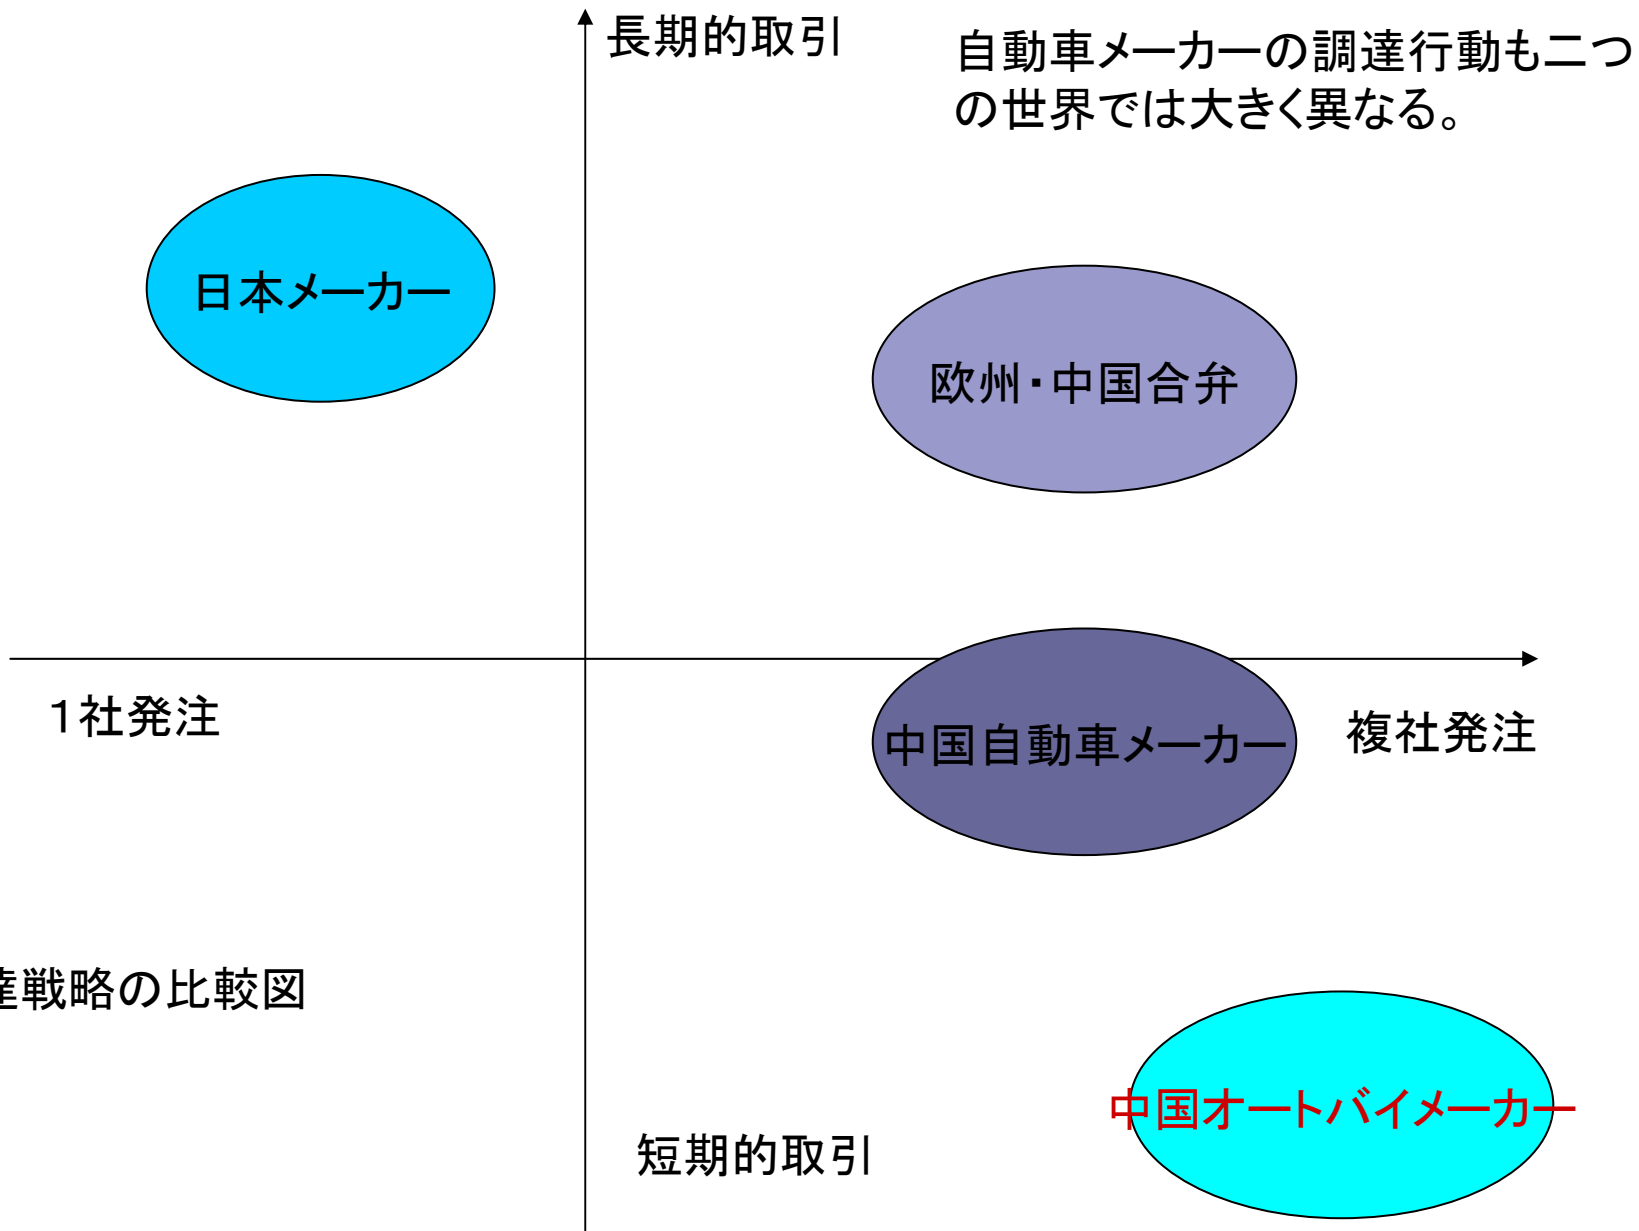 長期的取引
自動車メーカーの調達行動も二つ
の世界では大きく異なる。
日本メーカー
欧州・中国合弁
1社発注
複社発注
中国自動車メーカー
達戦略の比較図
中国オートバイメーカー
短期的取引